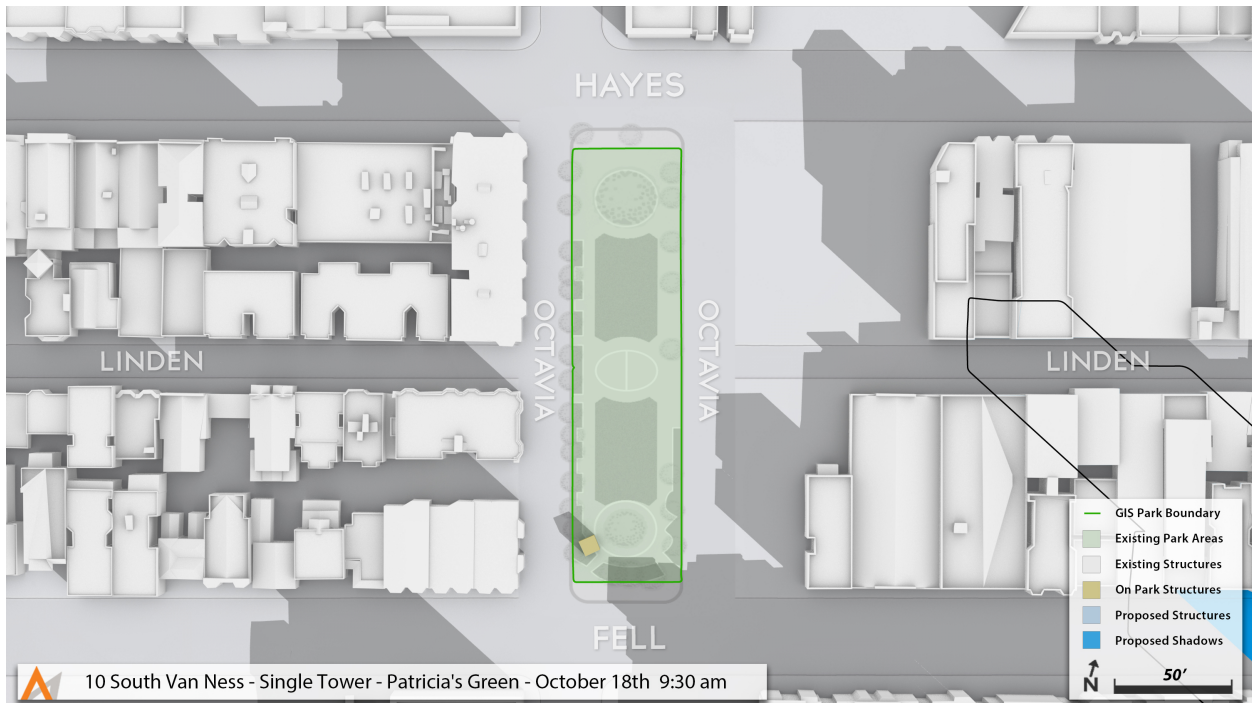 HAYES
OCTAVIA
OCTAVIA
LINDEN
LINDEN
FELL
GIS Park Boundary
Existing Park Areas
Existing Structures
On Park Structures
Proposed Structures
Proposed Shadows
N
50'
10 South Van Ness - Single Tower - Patricia's Green - October 18th 9:30 am